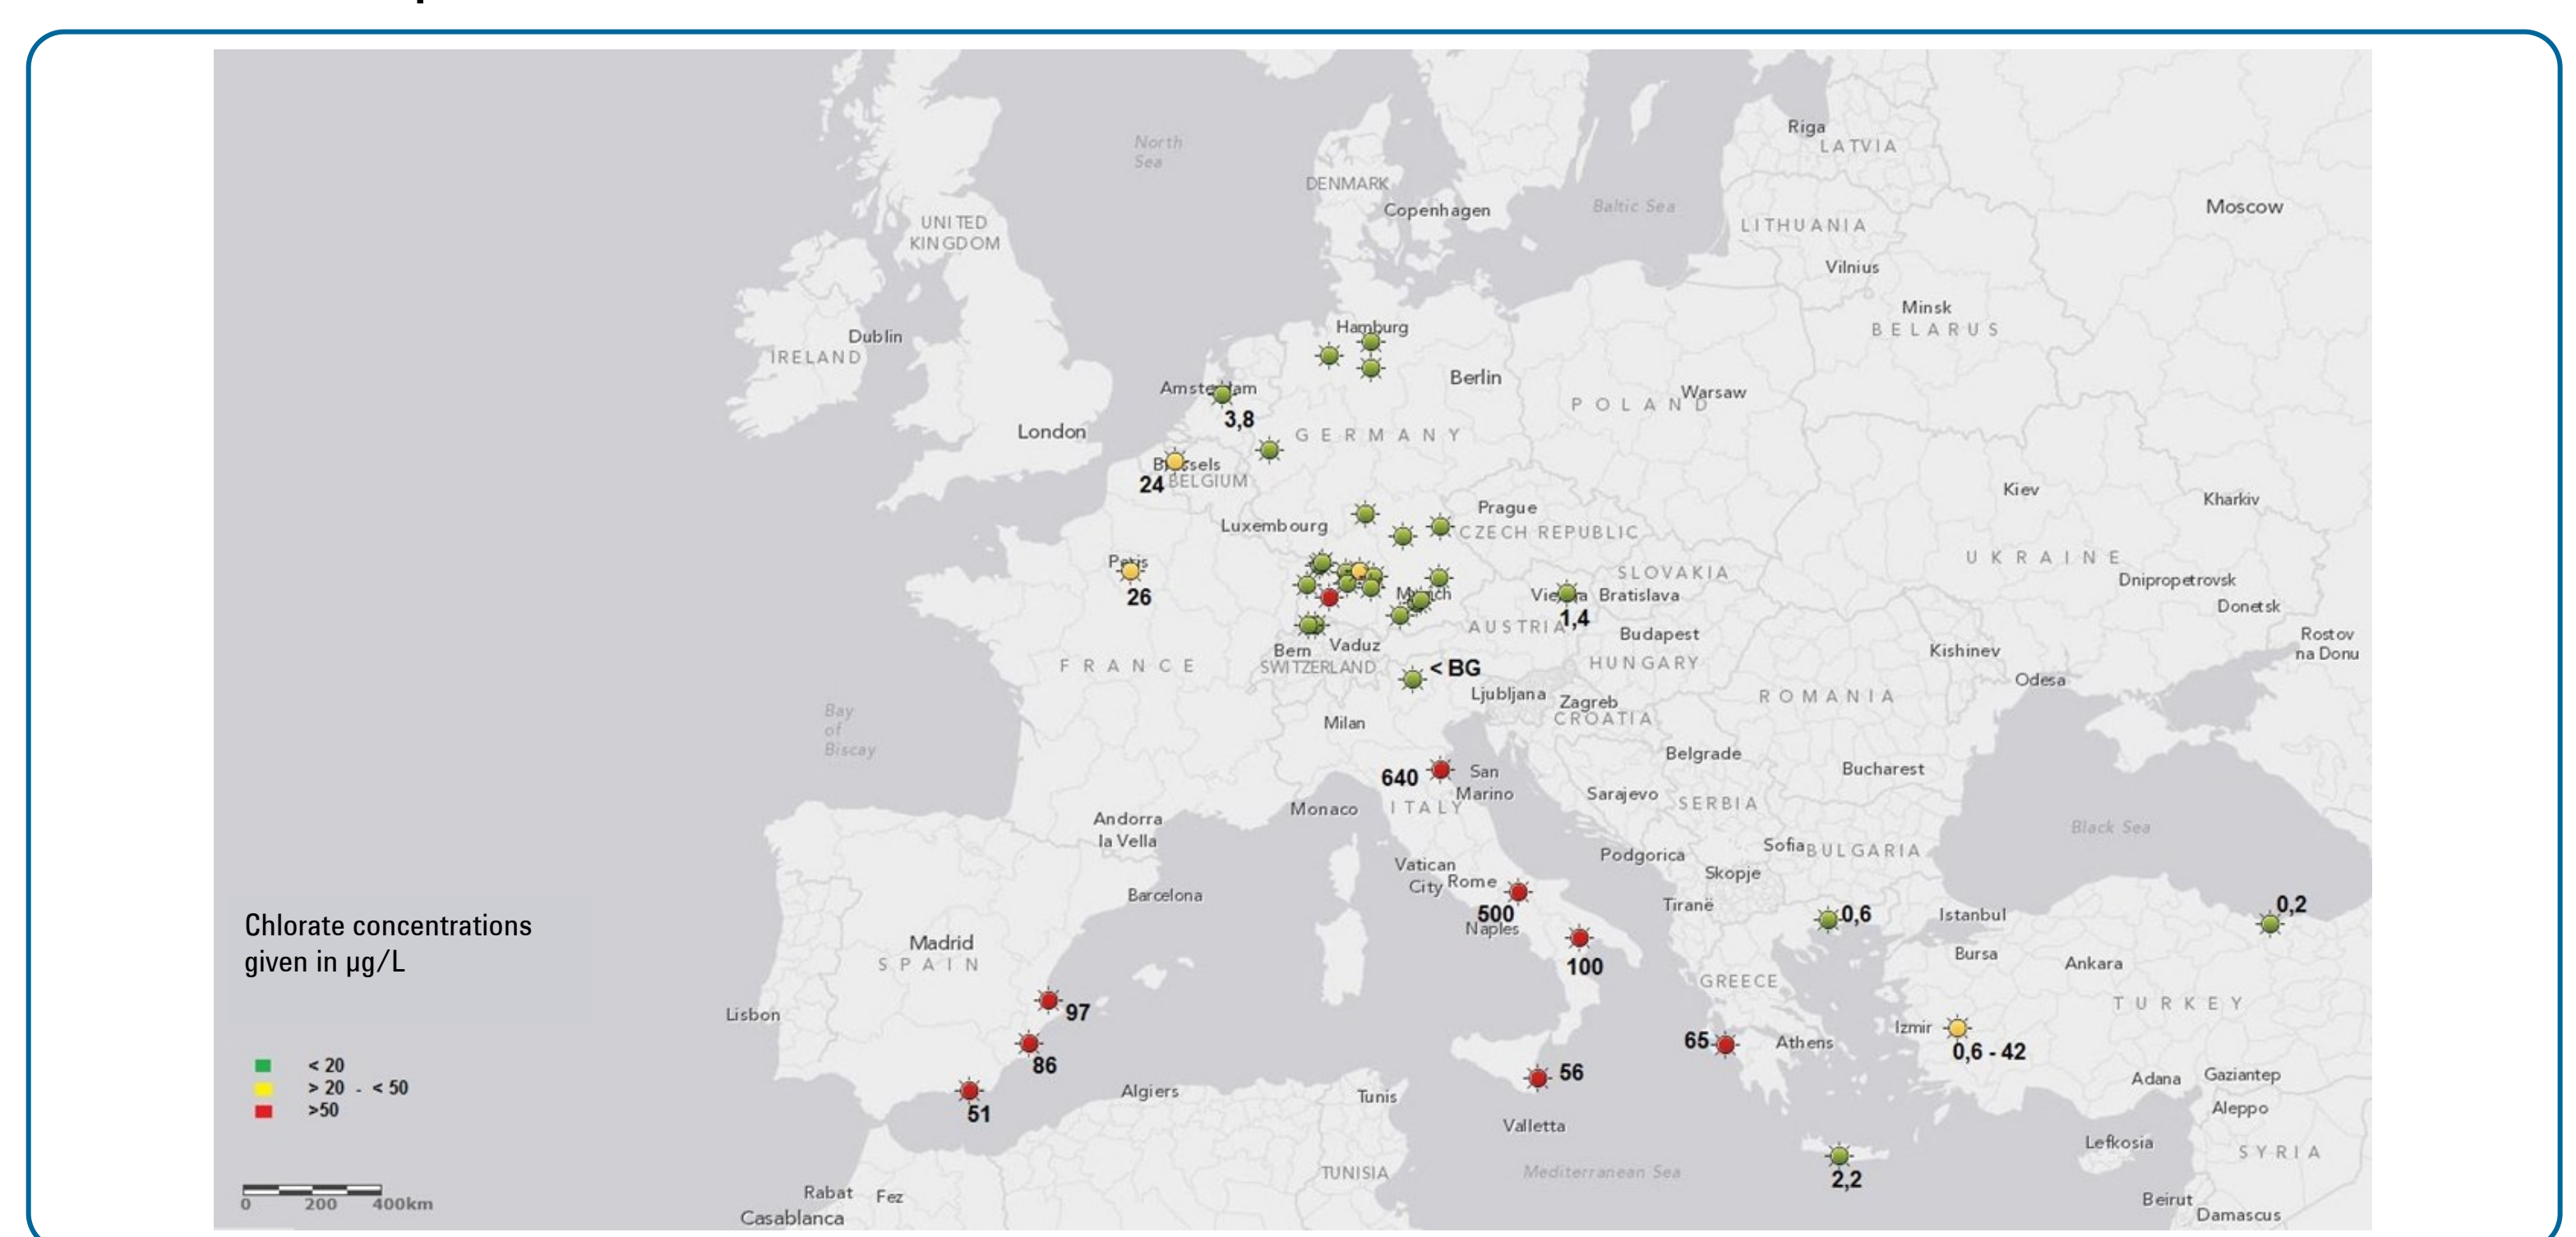 North
Sea
Riga
LATVIA
DENMARK
Copenhagen
Baltic Sea
Moscow
UNITED
KINGDOM
LITHUANIA
Vilnius
Minsk
BELARUS
Dublin
IRELAND
Hamburg
Berlin
Amsterdam
3,8
Warsaw
POLAND
London
GERMANY
Brussels
24 BELGIUM
Kiev
Kharkiv
Prague
Luxembourg
CZECH REPUBLIC
UKRAINE
Paris
26
SLOVAKIA
Dnipropetrovsk
Munich
Vienna
Bratislava
Donetsk
1,4
AUSTRIA
Budapest
Rostov
na Donu
Bern
Vaduz
SWITZERLAND
FRANCE
< BG
HUNGARY
Kishinev
Odesa
Ljubljana
Zagreb
CROATIA
ROMANIA
Bay
of
Biscay
Milan
Belgrade
Bucharest
640
San
Marino
Monaco
ITALY
Sarajevo
SERBIA
Andorra
la Vella
Black Sea
Sofia
BULGARIA
Podgorica
Skopje
Vatican
City
Rome
Barcelona
500
Naples
Tiranë
0,6
Istanbul
0,2
Chlorate concentrations
given in µg/L
Madrid
SPAIN
100
Bursa
Ankara
GREECE
TURKEY
Lisbon
97
65
Athens
Izmir
0,6 - 42
86
56
51
Algiers
Tunis
Adana
Gaziantep
Aleppo
< 20
> 20 - < 50
>50
Valletta
Lefkosia
SYRIA
TUNISIA
Mediterranean Sea
2,2
Rabat
Fez
Casablanca
Beirut
Damascus
0 200 400km